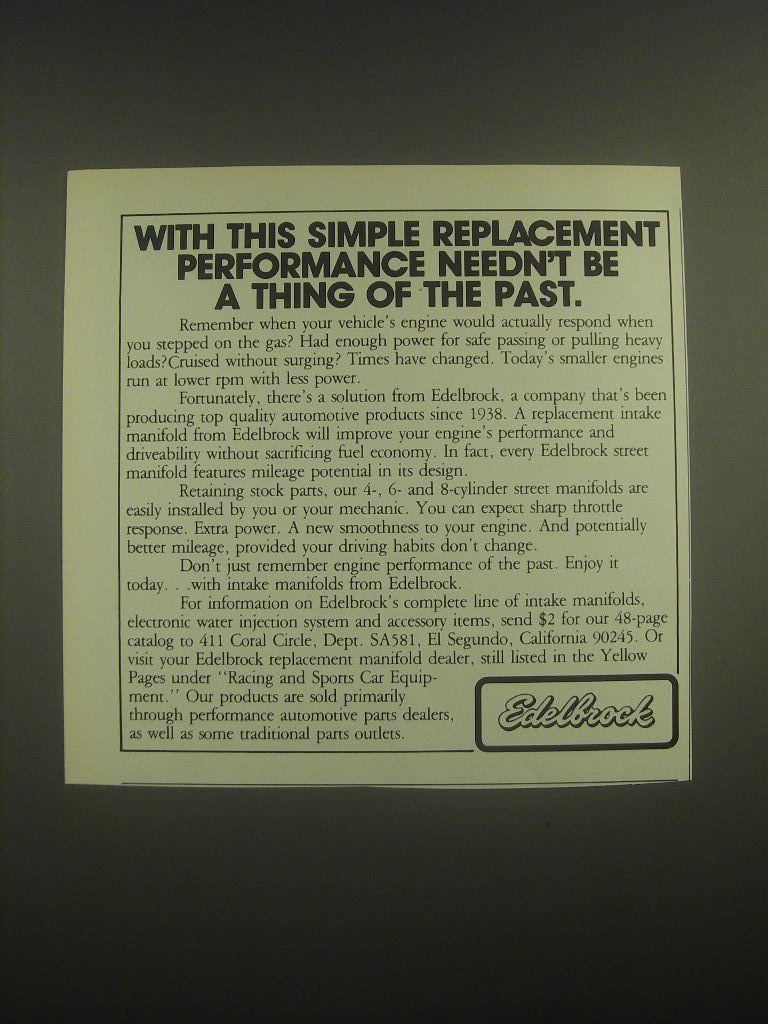 WITH THIS SIMPLE REPLACEMENT
PERFORMANCE NEEDN'T BE
A THING OF THE PAST.
Remember when your vehicle's engine would actually respond when
you stepped on the gas? Had enough power for safe passing or pulling heavy
loads?Cruised without surging? Times have changed. Today's smaller engines
run at lower rpm with less power.
Fortunately, there's a solution from Edelbrock, a company that's been
producing top quality automotive products since 1938. A replacement intake
manifold from Edelbrock will improve your engine's performance and
driveability without sacrificing fuel economy. In fact, every Edelbrock street
manifold features mileage potential in its design.
Retaining stock parts, our 4-, 6- and 8-cylinder street manifolds are
easily installed by you or your mechanic. You can expect sharp throttle
response. Extra power. A new smoothness to your engine. And potentially
better mileage, provided your driving habits don't change.
Don't just remember engine performance of the past. Enjoy it
today. . .with intake manifolds from Edelbrock.
For information on Edelbrock's complete line of intake manifolds,
electronic water injection system and accessory items, send $2 for our 48-page
catalog to 411 Coral Circle, Dept. SA581, El Segundo, California 90245. Or
visit your Edelbrock replacement manifold dealer, still listed in the Yellow
Pages under "Racing and Sports Car Equip-
ment." Our products are sold primarily
through performance automotive parts dealers,
as well as some traditional parts outlets.
Edelbrock